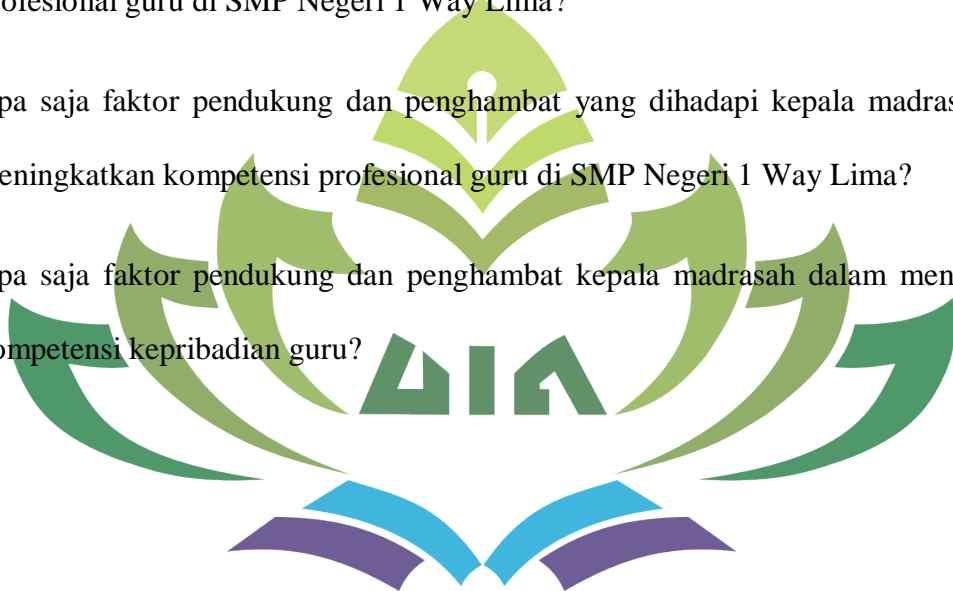 ofesional guru di SMP Negeri 1 Way Lima?
pa saja faktor pendukung dan penghambat yang dihadapi kepala madras
eningkatkan kompetensi profesional guru di SMP Negeri 1 Way Lima?
pa saja faktor pendukung dan penghambat kepala madrasah dalam men
ompetensi kepribadian guru?
UIN